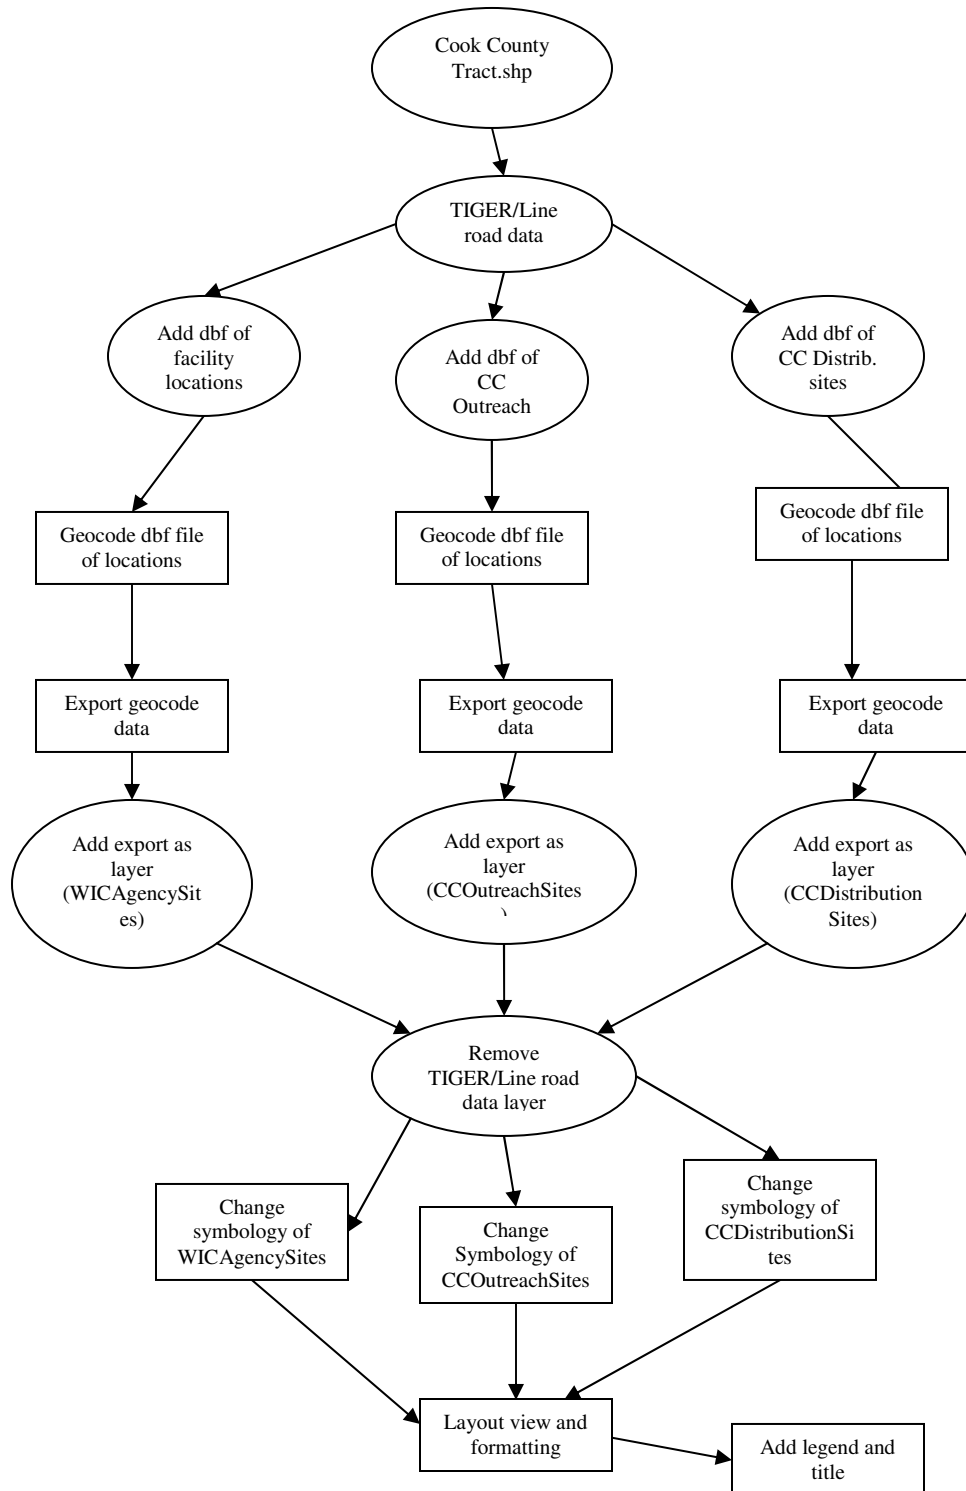 Cook County
Tract.shp
TIGER/Line
road data
Add dbf of
facility
locations
Add dbf of
CC
Outreach
Add dbf of
CC Distrib.
sites
Geocode dbf file
of locations
Geocode dbf file
of locations
Geocode dbf file
of locations
Export geocode
data
Export geocode
data
Export geocode
data
Add export as
layer
(WICAgencySit
es)
Add export as
layer
(CCOutreachSites
)
Add export as
layer
(CCDistribution
Sites)
Remove
TIGER/Line road
data layer
Change
symbology of
WICAgencySites
Change
Symbology of
CCOutreachSites
Change
symbology of
CCDistributionSi
tes
Layout view and
formatting
Add legend and
title